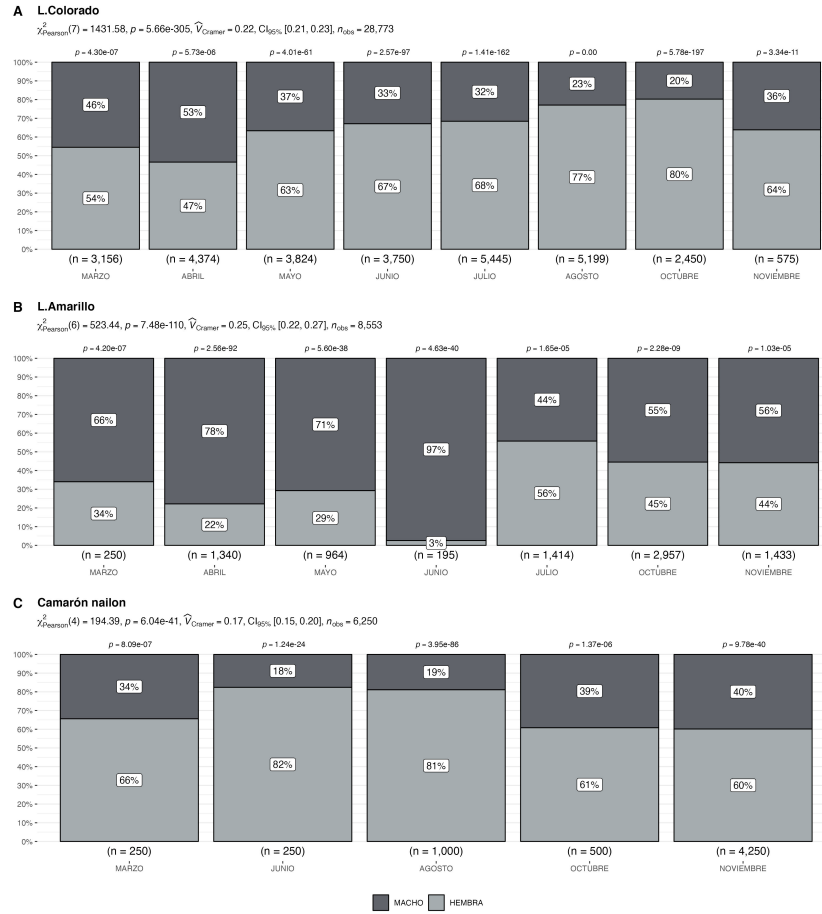 A L.Colorado
χ²Pearson(7) = 1431.58, p = 5.66e-305, V̂Cramer = 0.22, CI95% [0.21, 0.23], nobs = 28,773
p = 4.30e-07 p = 5.73e-06 p = 4.01e-61 p = 2.57e-97 p = 1.41e-162 p = 0.00 p = 5.78e-197 p = 3.34e-11
100%
90%
80%
70%
60%
50%
40%
30%
20%
10%
0%
46% 53% 37% 33% 32% 23% 20% 36%
54% 47% 63% 67% 68% 77% 80% 64%
(n = 3,156) (n = 4,374) (n = 3,824) (n = 3,750) (n = 5,445) (n = 5,199) (n = 2,450) (n = 575)
MARZO ABRIL MAYO JUNIO JULIO AGOSTO OCTUBRE NOVIEMBRE
B L.Amarillo
χ²Pearson(6) = 523.44, p = 7.48e-110, V̂Cramer = 0.25, CI95% [0.22, 0.27], nobs = 8,553
p = 4.20e-07 p = 2.56e-92 p = 5.60e-38 p = 4.63e-40 p = 1.65e-05 p = 2.28e-09 p = 1.03e-05
100%
90%
80%
70%
60%
50%
40%
30%
20%
10%
0%
66% 78% 71% 97% 44% 55% 56%
34% 22% 29% 3% 56% 45% 44%
(n = 250) (n = 1,340) (n = 964) (n = 195) (n = 1,414) (n = 2,957) (n = 1,433)
MARZO ABRIL MAYO JUNIO JULIO OCTUBRE NOVIEMBRE
C Camarón nailon
χ²Pearson(4) = 194.39, p = 6.04e-41, V̂Cramer = 0.17, CI95% [0.15, 0.20], nobs = 6,250
p = 8.09e-07 p = 1.24e-24 p = 3.95e-86 p = 1.37e-06 p = 9.78e-40
100%
90%
80%
70%
60%
50%
40%
30%
20%
10%
0%
34% 18% 19% 39% 40%
66% 82% 81% 61% 60%
(n = 250) (n = 250) (n = 1,000) (n = 500) (n = 4,250)
MARZO JUNIO AGOSTO OCTUBRE NOVIEMBRE
MACHO HEMBRA